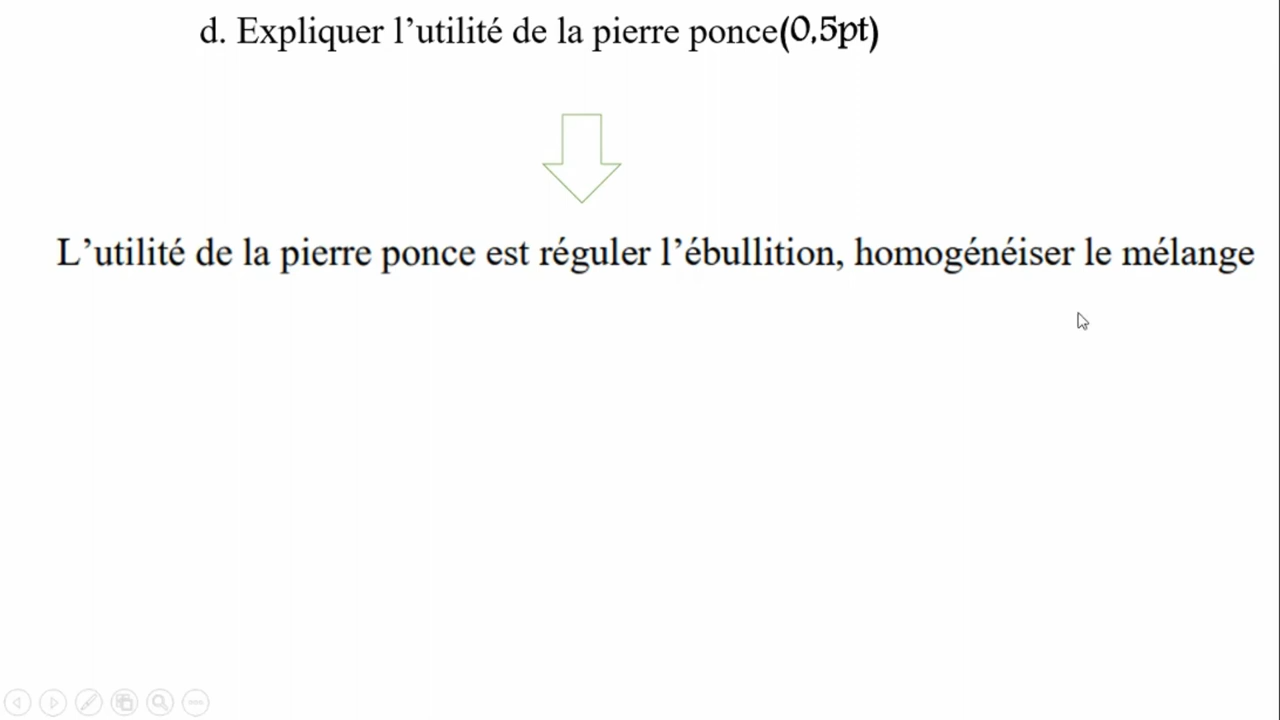 d. Expliquer l’utilité de la pierre ponce(0,5pt)
L’utilité de la pierre ponce est réguler l’ébullition, homogénéiser le mélange